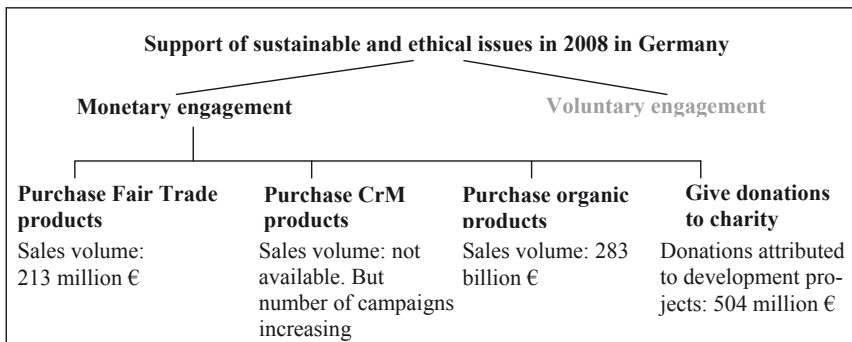 Support of sustainable and ethical issues in 2008 in Germany
Monetary engagement
Voluntary engagement
Purchase Fair Trade
products
Sales volume:
213 million €
Purchase CrM
products
Sales volume: not
available. But
number of campaigns
increasing
Purchase organic
products
Sales volume: 283
billion €
Give donations
to charity
Donations attributed
to development pro-
jects: 504 million €